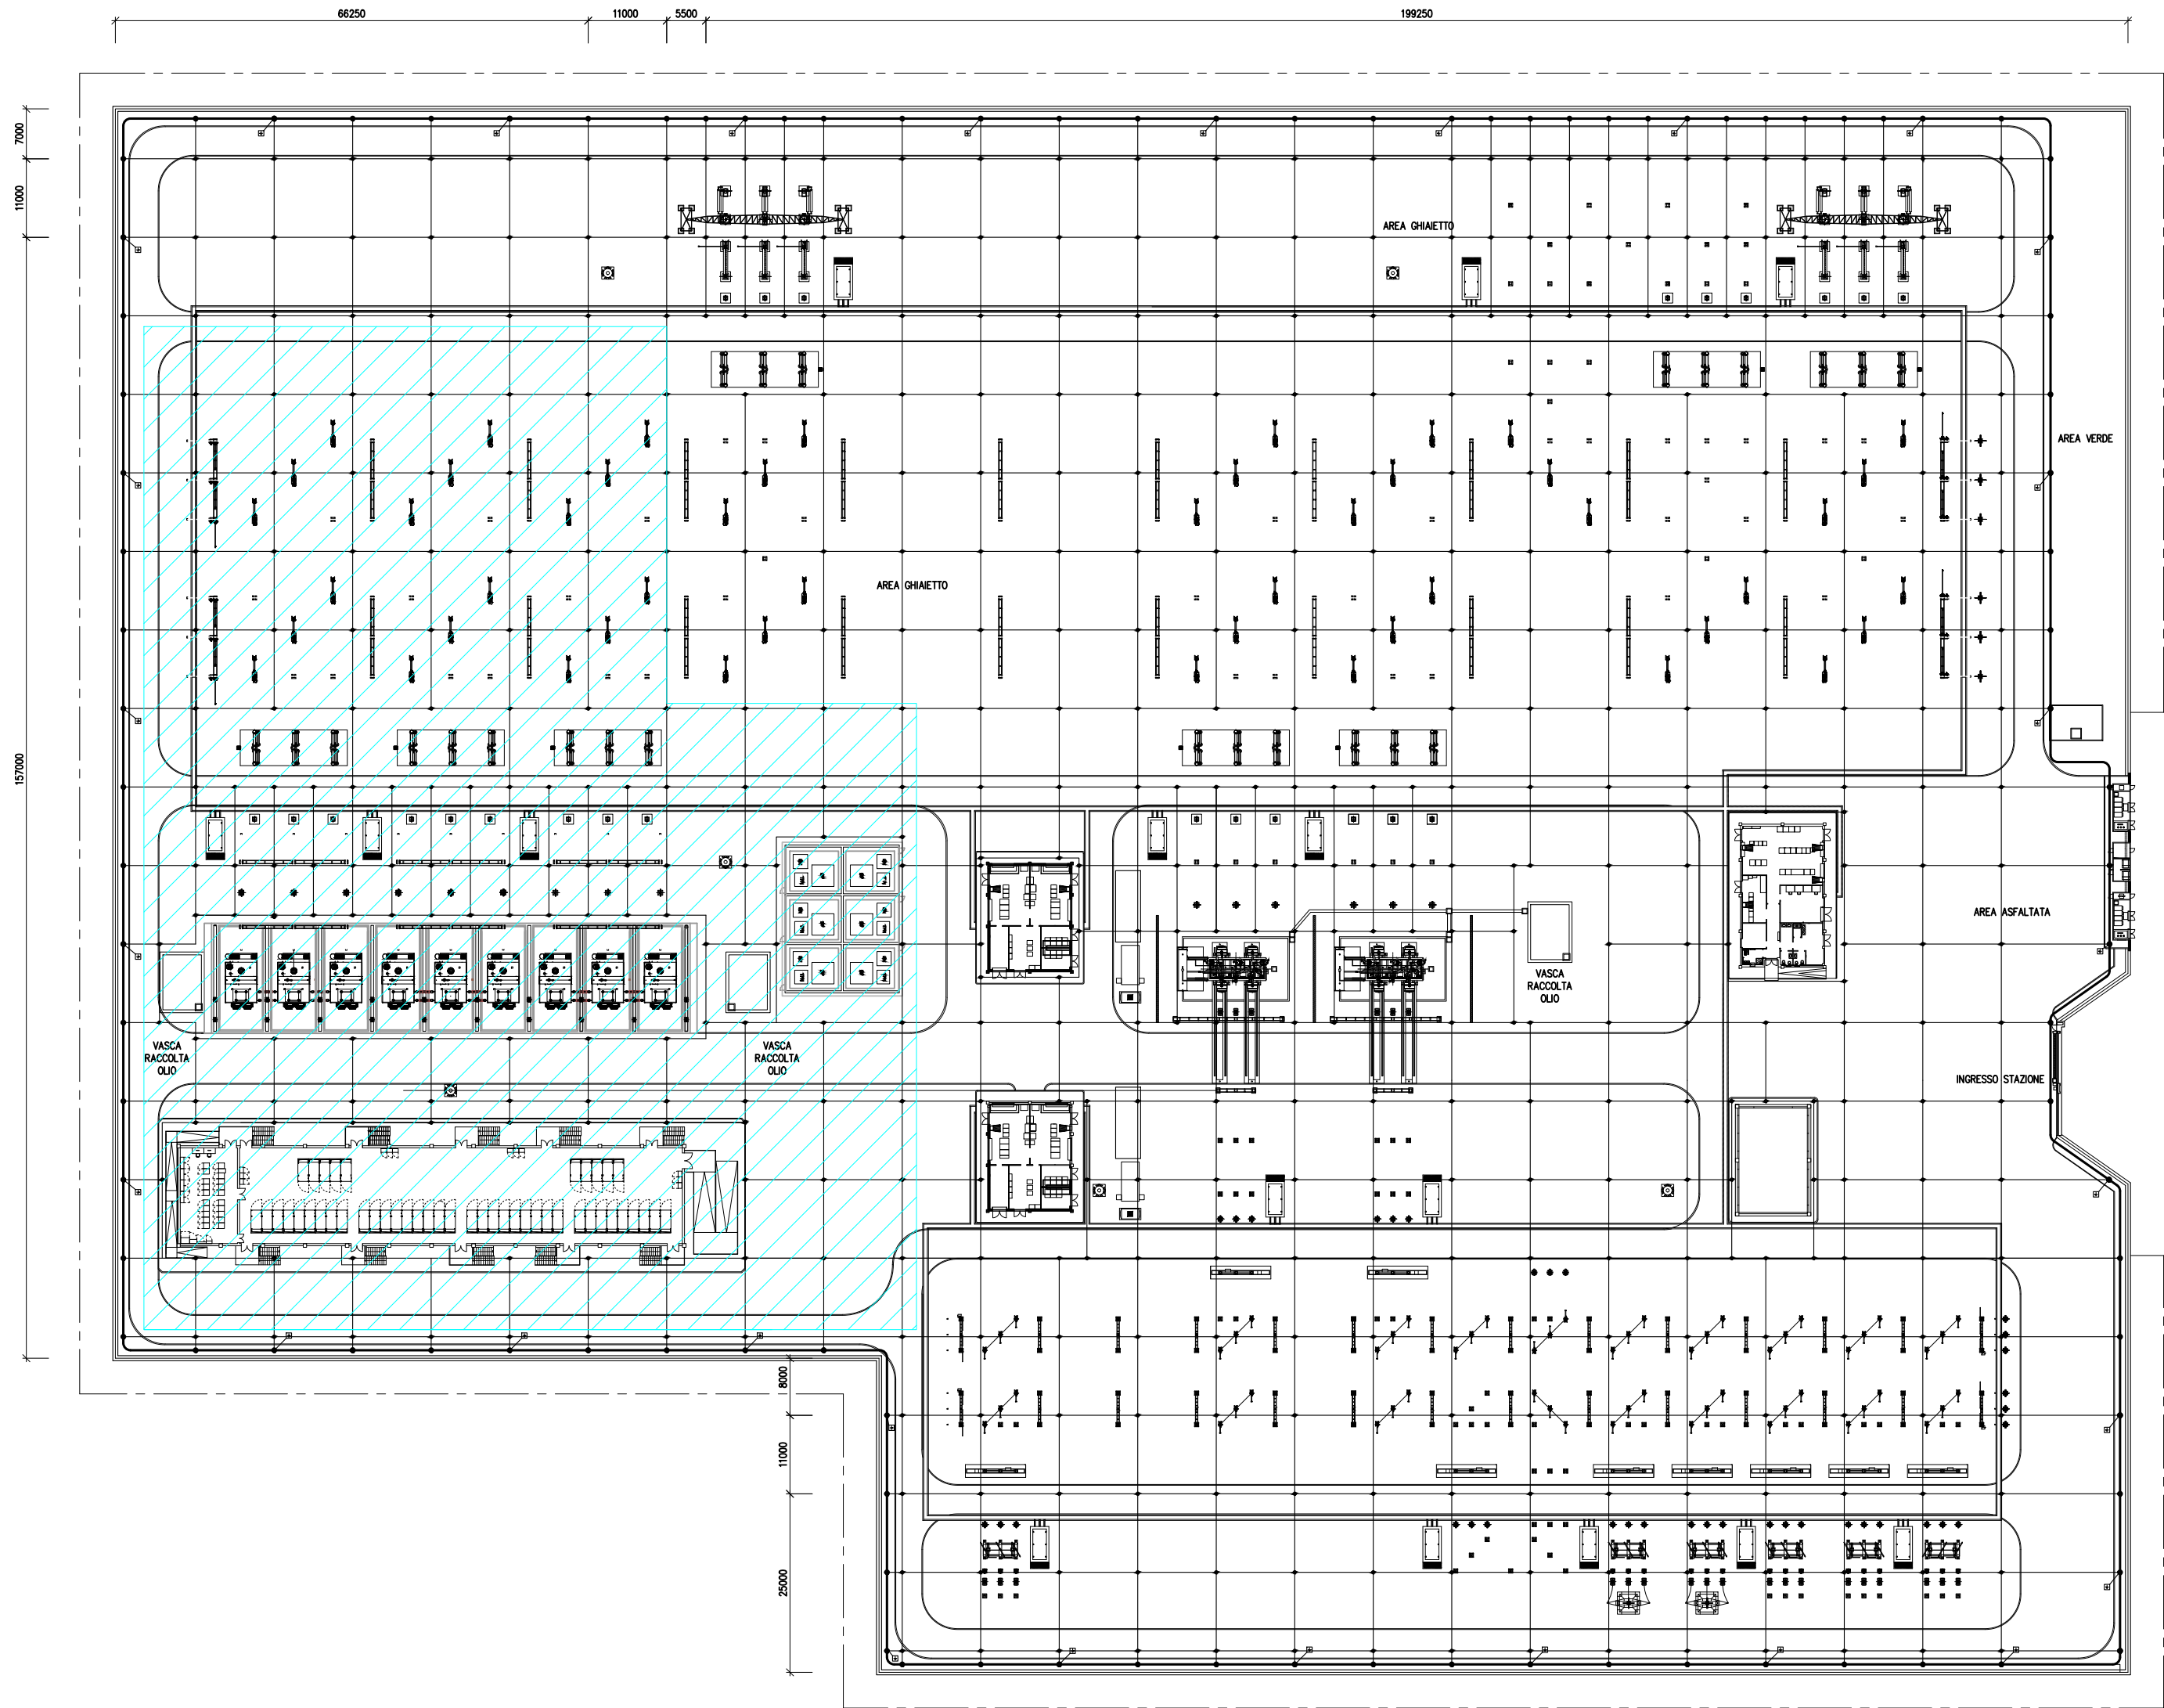 66250
11000
5500
199250
7000
11000
157000
AREA GHIAIETTO
AREA VERDE
AREA GHIAIETTO
AREA ASFALTATA
VASCA
RACCOLTA
OLIO
VASCA
RACCOLTA
OLIO
VASCA
RACCOLTA
OLIO
INGRESSO STAZIONE
8000
11000
25000